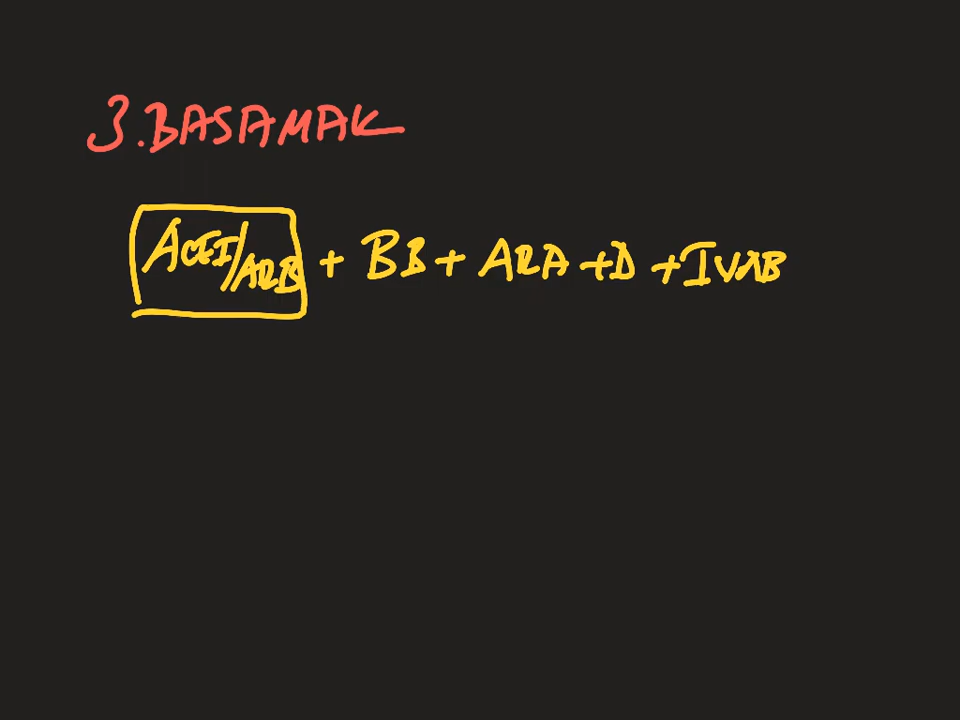 3.BASAMAK
ACEI/ARB + BB + ARA + D + IVAB